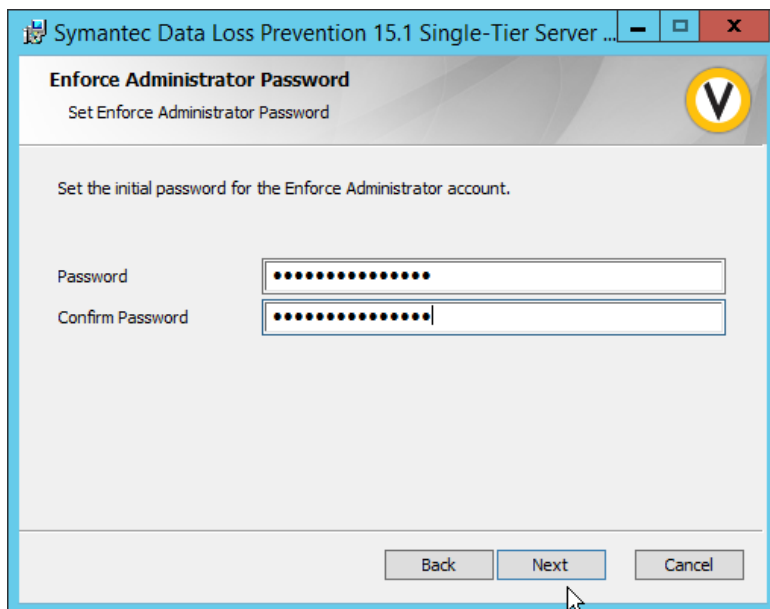 Symantec Data Loss Prevention 15.1 Single-Tier Server ...
Enforce Administrator Password
Set Enforce Administrator Password
Set the initial password for the Enforce Administrator account.
Password
•••••••••••••••
Confirm Password
•••••••••••••••
Back Next Cancel